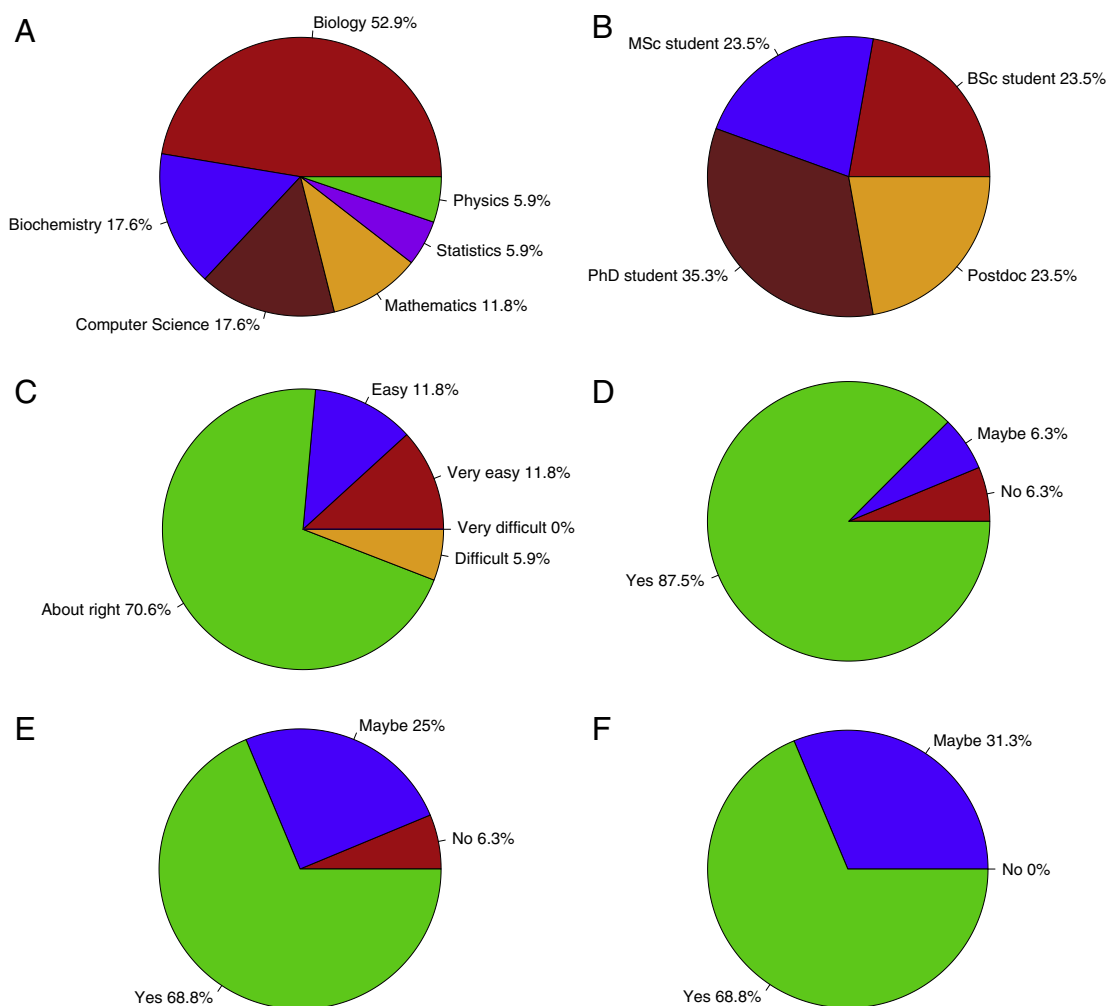 A
Biology 52.9%
Biochemistry 17.6%
Computer Science 17.6%
Mathematics 11.8%
Statistics 5.9%
Physics 5.9%
B
MSc student 23.5%
BSc student 23.5%
PhD student 35.3%
Postdoc 23.5%
C
Easy 11.8%
Very easy 11.8%
Very difficult 0%
Difficult 5.9%
About right 70.6%
D
Maybe 6.3%
No 6.3%
Yes 87.5%
E
Maybe 25%
No 6.3%
Yes 68.8%
F
Maybe 31.3%
No 0%
Yes 68.8%